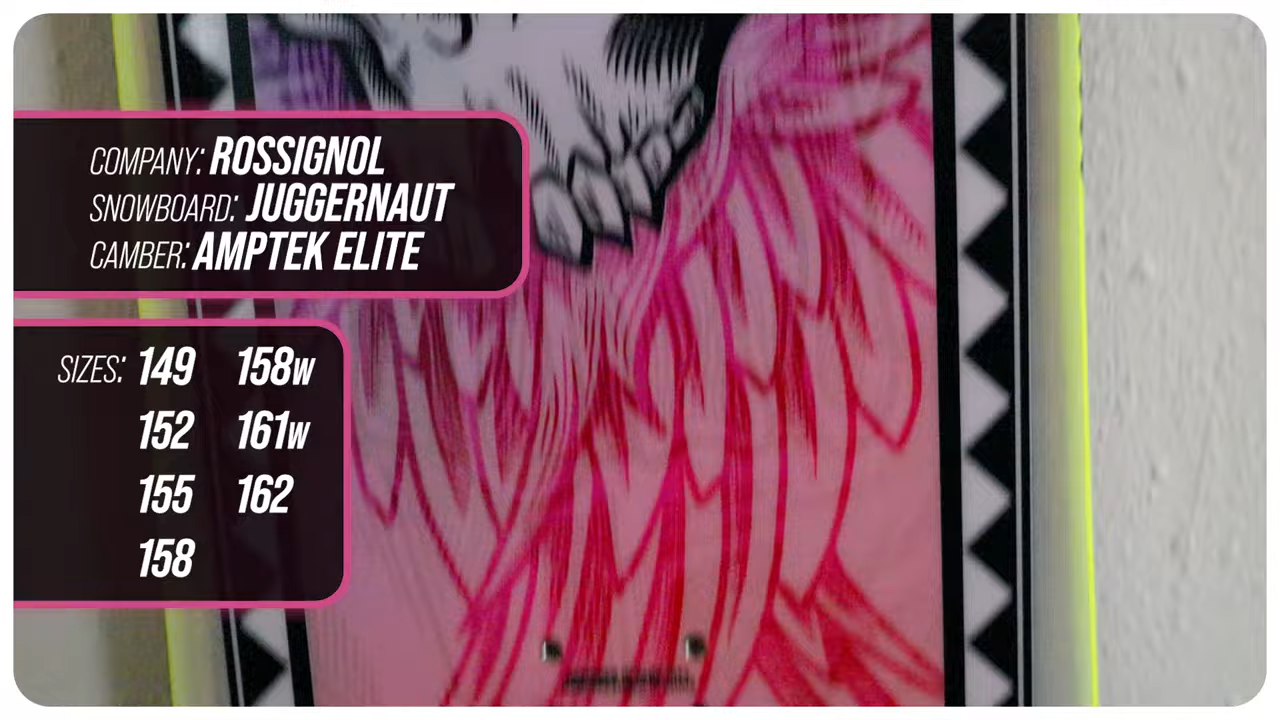 COMPANY: ROSSIGNOL
SNOWBOARD: JUGGERNAUT
CAMBER: AMPTEK ELITE
SIZES: 149 158W
152 161W
155 162
158